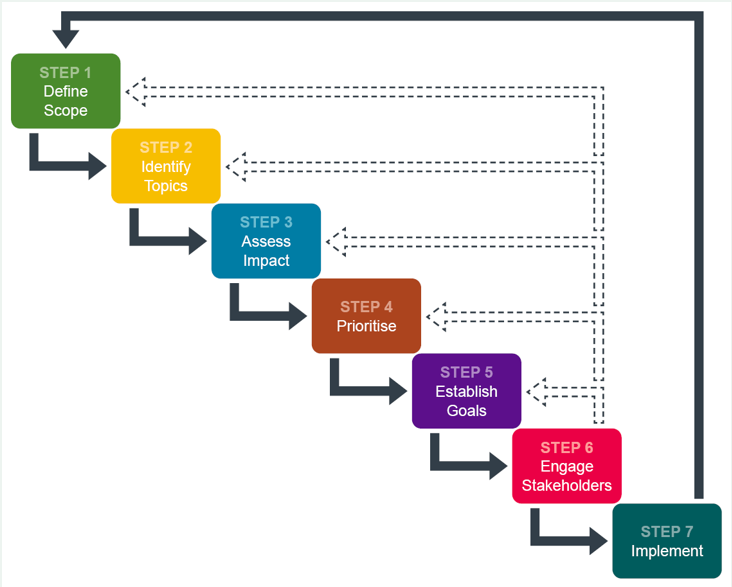 STEP 1
Define
Scope
STEP 2
Identify
Topics
STEP 3
Assess
Impact
STEP 4
Prioritise
STEP 5
Establish
Goals
STEP 6
Engage
Stakeholders
STEP 7
Implement